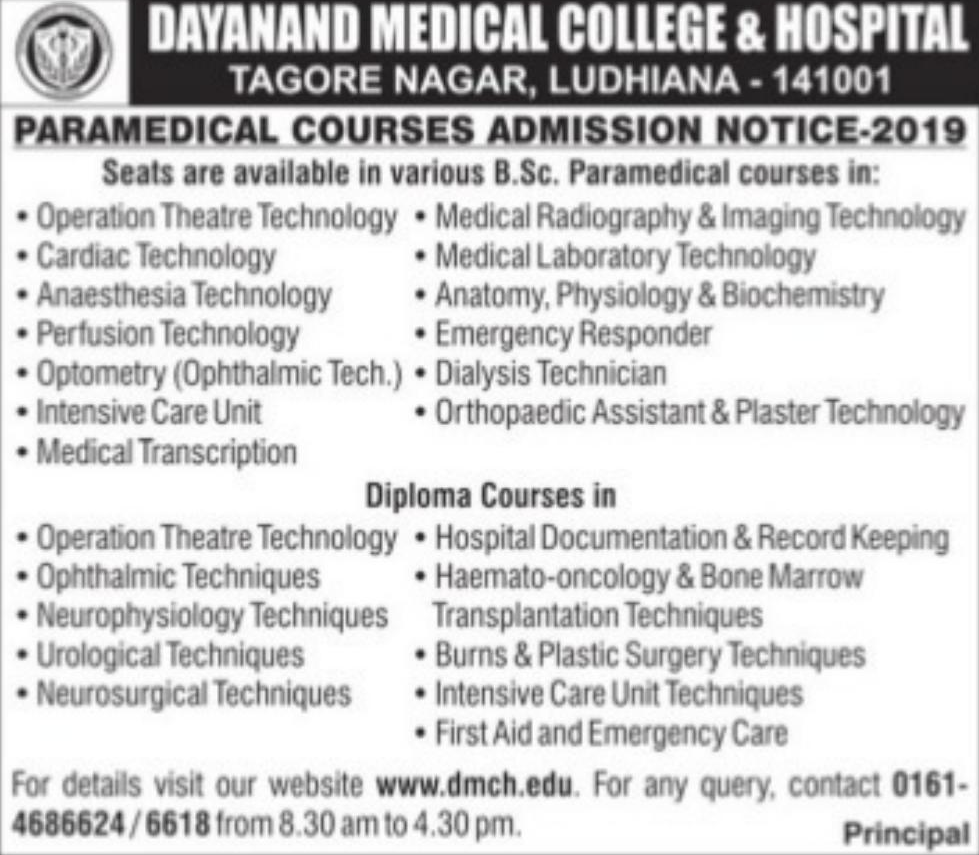 DAYANAND MEDICAL COLLEGE & HOSPITAL
TAGORE NAGAR, LUDHIANA - 141001
PARAMEDICAL COURSES ADMISSION NOTICE-2019
Seats are available in various B.Sc. Paramedical courses in:
• Operation Theatre Technology
• Cardiac Technology
• Anaesthesia Technology
• Perfusion Technology
• Optometry (Ophthalmic Tech.)
• Intensive Care Unit
• Medical Transcription
• Medical Radiography & Imaging Technology
• Medical Laboratory Technology
• Anatomy, Physiology & Biochemistry
• Emergency Responder
• Dialysis Technician
• Orthopaedic Assistant & Plaster Technology
Diploma Courses in
• Operation Theatre Technology
• Ophthalmic Techniques
• Neurophysiology Techniques
• Urological Techniques
• Neurosurgical Techniques
• Hospital Documentation & Record Keeping
• Haemato-oncology & Bone Marrow
Transplantation Techniques
• Burns & Plastic Surgery Techniques
• Intensive Care Unit Techniques
• First Aid and Emergency Care
For details visit our website www.dmch.edu. For any query, contact 0161-
4686624 / 6618 from 8.30 am to 4.30 pm.
Principal